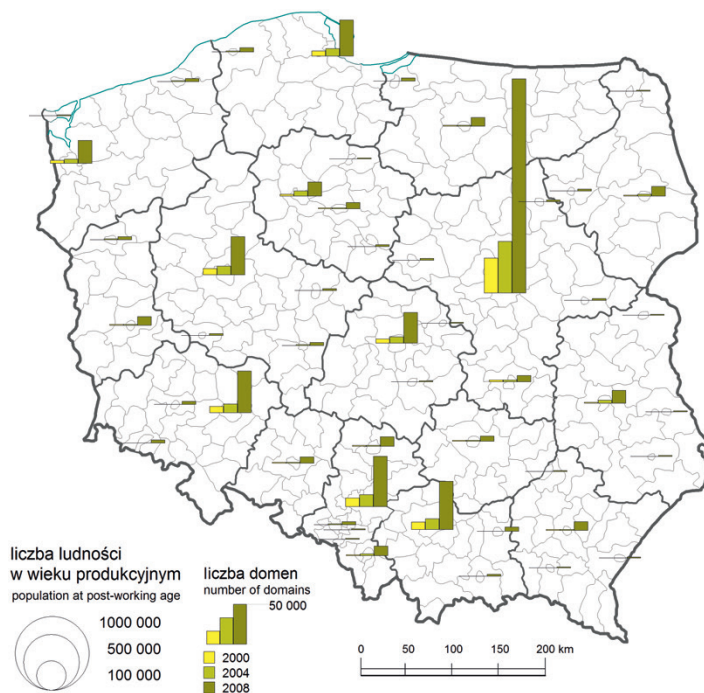 liczba ludności
w wieku produkcyjnym
population at post-working age
1000 000
500 000
100 000
liczba domen
number of domains
50 000
2000
2004
2008
0 50 100 150 200 km